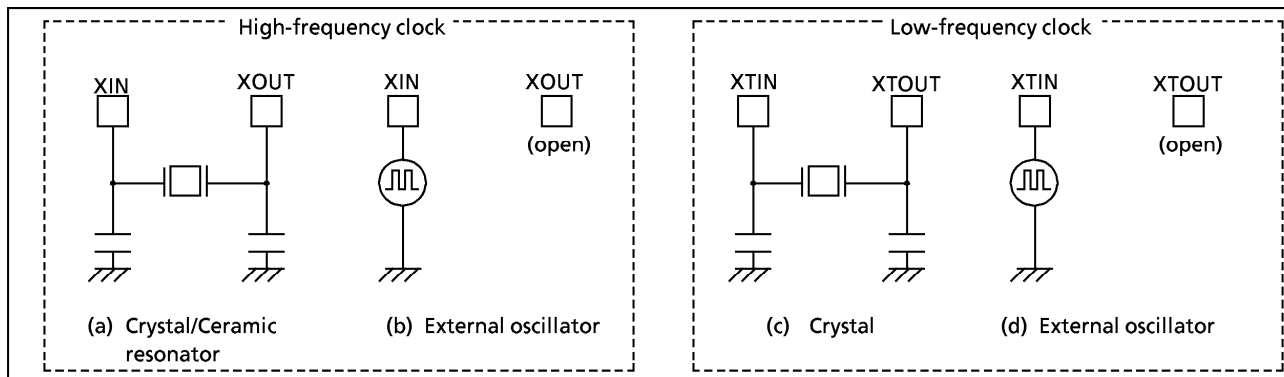 High-frequency clock
XIN
XOUT
XIN
XOUT
(open)
(a) Crystal/Ceramic
resonator
(b) External oscillator
Low-frequency clock
XTIN
XTOUT
XTIN
XTOUT
(open)
(c) Crystal
(d) External oscillator